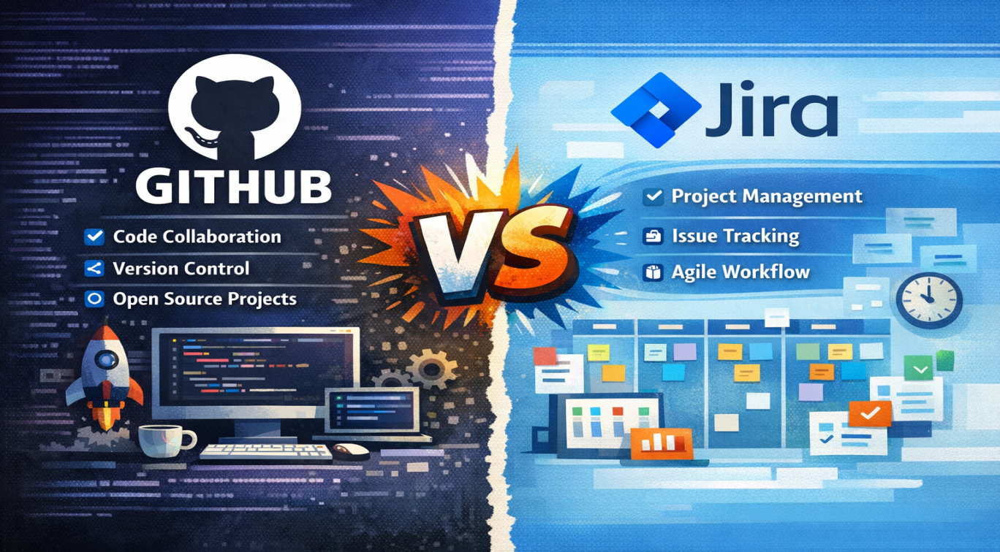 GITHUB
Code Collaboration
Version Control
Open Source Projects
VS
Jira
Project Management
Issue Tracking
Agile Workflow